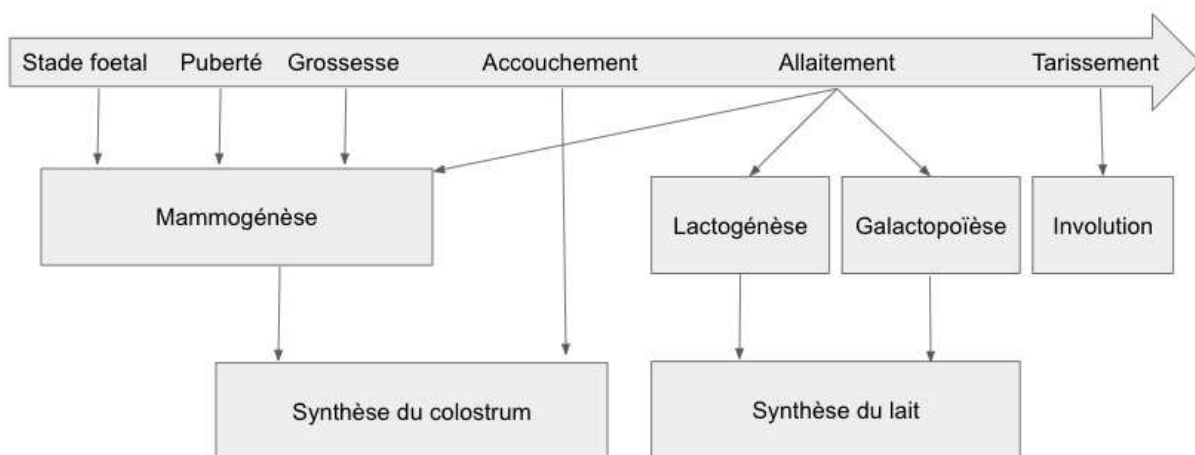 Stade foetal Puberté Grossesse Accouchement Allaitement Tarissement
Mammogénèse
Lactogénèse
Galactopoïèse
Involution
Synthèse du colostrum
Synthèse du lait